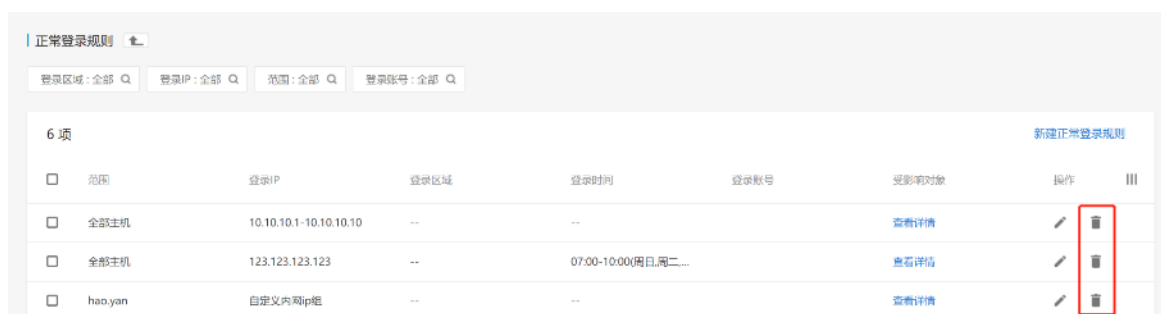 正常登录规则
登录区域 : 全部 登录IP : 全部 范围 : 全部 登录账号 : 全部
6 项 新建正常登录规则
范围 登录IP 登录区域 登录时间 登录账号 受影响对象 操作
全部主机 10.10.10.1-10.10.10.10 -- -- 查看详情
全部主机 123.123.123.123 -- 07:00-10:00(周日,周二,... 查看详情
hao.yan 自定义内网ip组 -- -- 查看详情